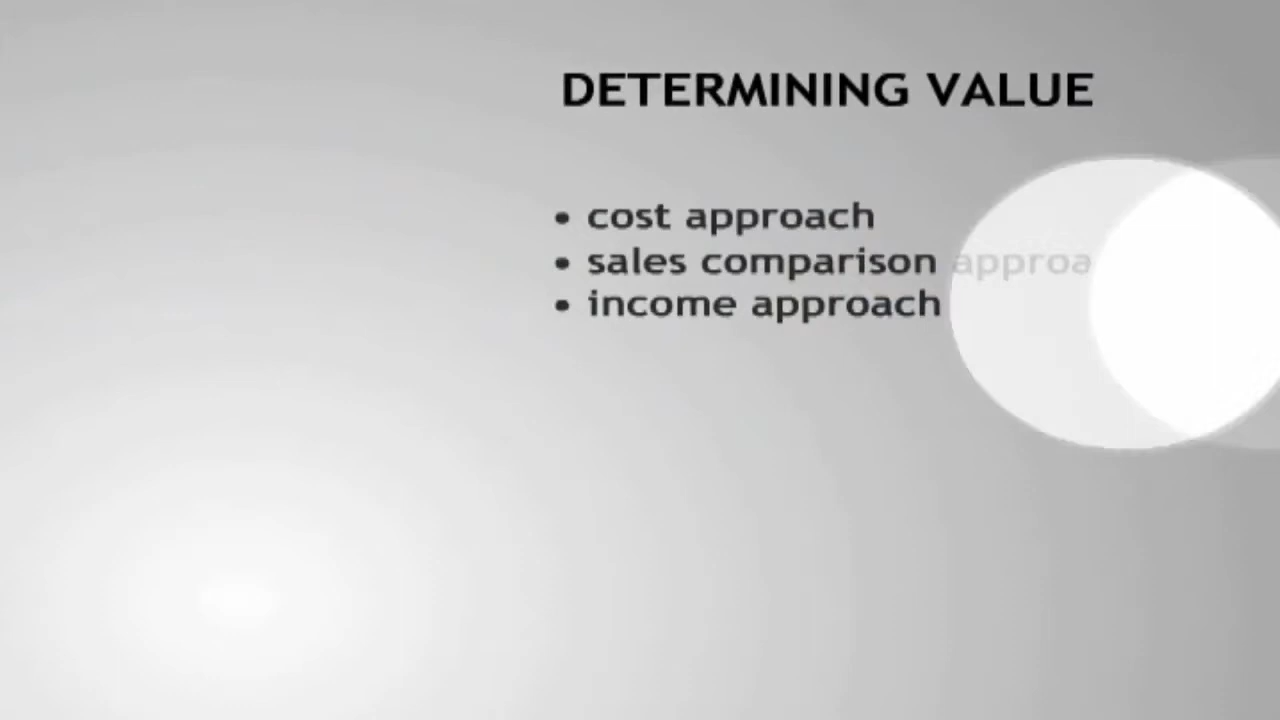 DETERMINING VALUE
• cost approach
• sales comparison approa
• income approach